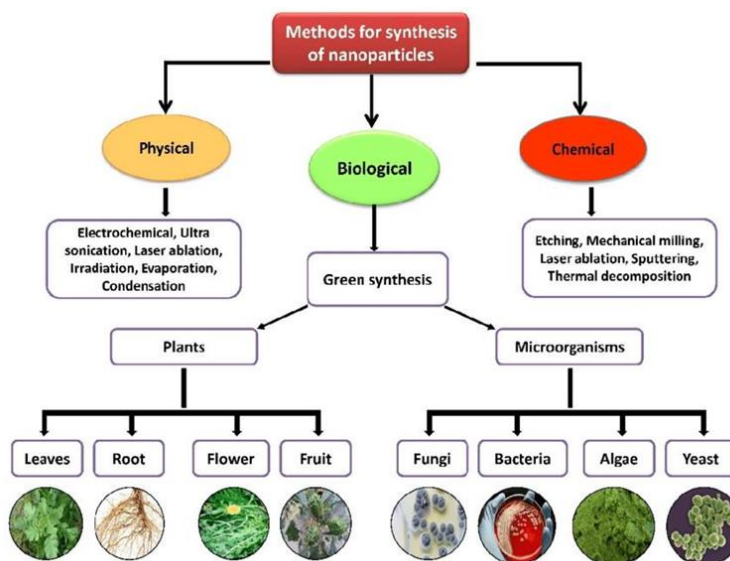 Methods for synthesis
of nanoparticles
Physical
Biological
Chemical
Electrochemical, Ultra
sonication, Laser ablation,
Irradiation, Evaporation,
Condensation
Etching, Mechanical milling,
Laser ablation, Sputtering,
Thermal decomposition
Green synthesis
Plants
Microorganisms
Leaves
Root
Flower
Fruit
Fungi
Bacteria
Algae
Yeast